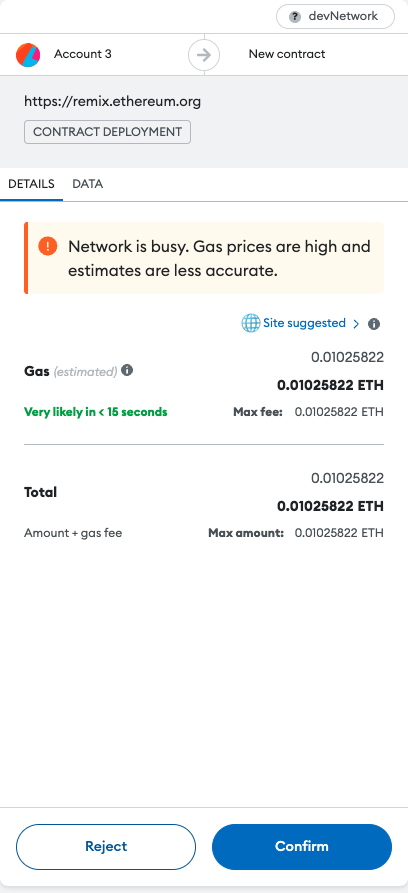 devNetwork
Account 3
New contract
https://remix.ethereum.org
CONTRACT DEPLOYMENT
DETAILS
DATA
Network is busy. Gas prices are high and
estimates are less accurate.
Site suggested
0.01025822
Gas (estimated)
0.01025822 ETH
Very likely in < 15 seconds
Max fee: 0.01025822 ETH
0.01025822
Total
0.01025822 ETH
Amount + gas fee
Max amount: 0.01025822 ETH
Reject
Confirm